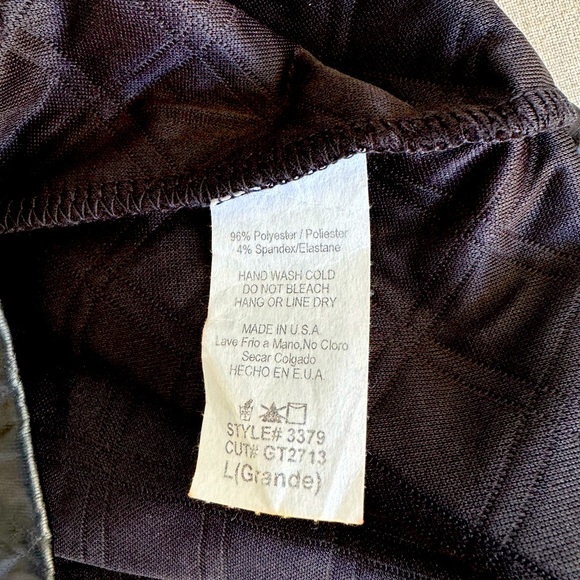 96% Polyester / Poliester
4% Spandex/Elastane
HAND WASH COLD
DO NOT BLEACH
HANG OR LINE DRY
MADE IN U.S.A.
Lave Frio a Mano,No Cloro
Secar Colgado
HECHO EN E.U.A.
STYLE# 3379
CUT# GT2713
L(Grande)